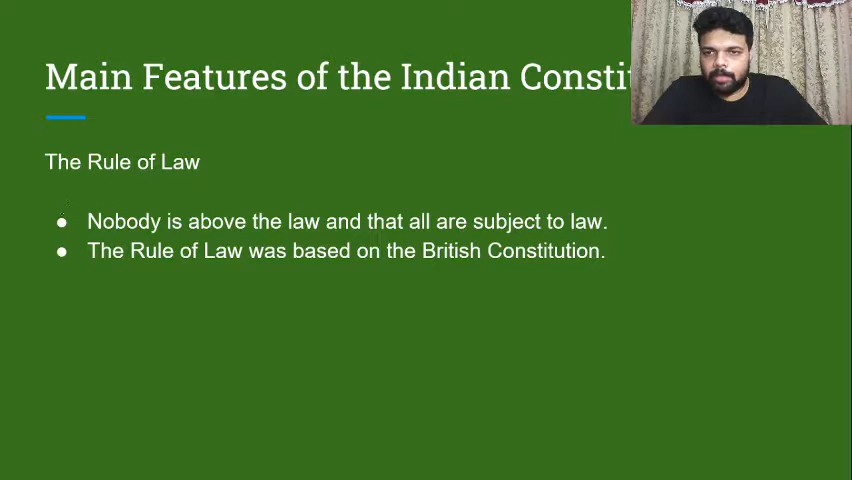 Main Features of the Indian Constit
The Rule of Law
● Nobody is above the law and that all are subject to law.
● The Rule of Law was based on the British Constitution.